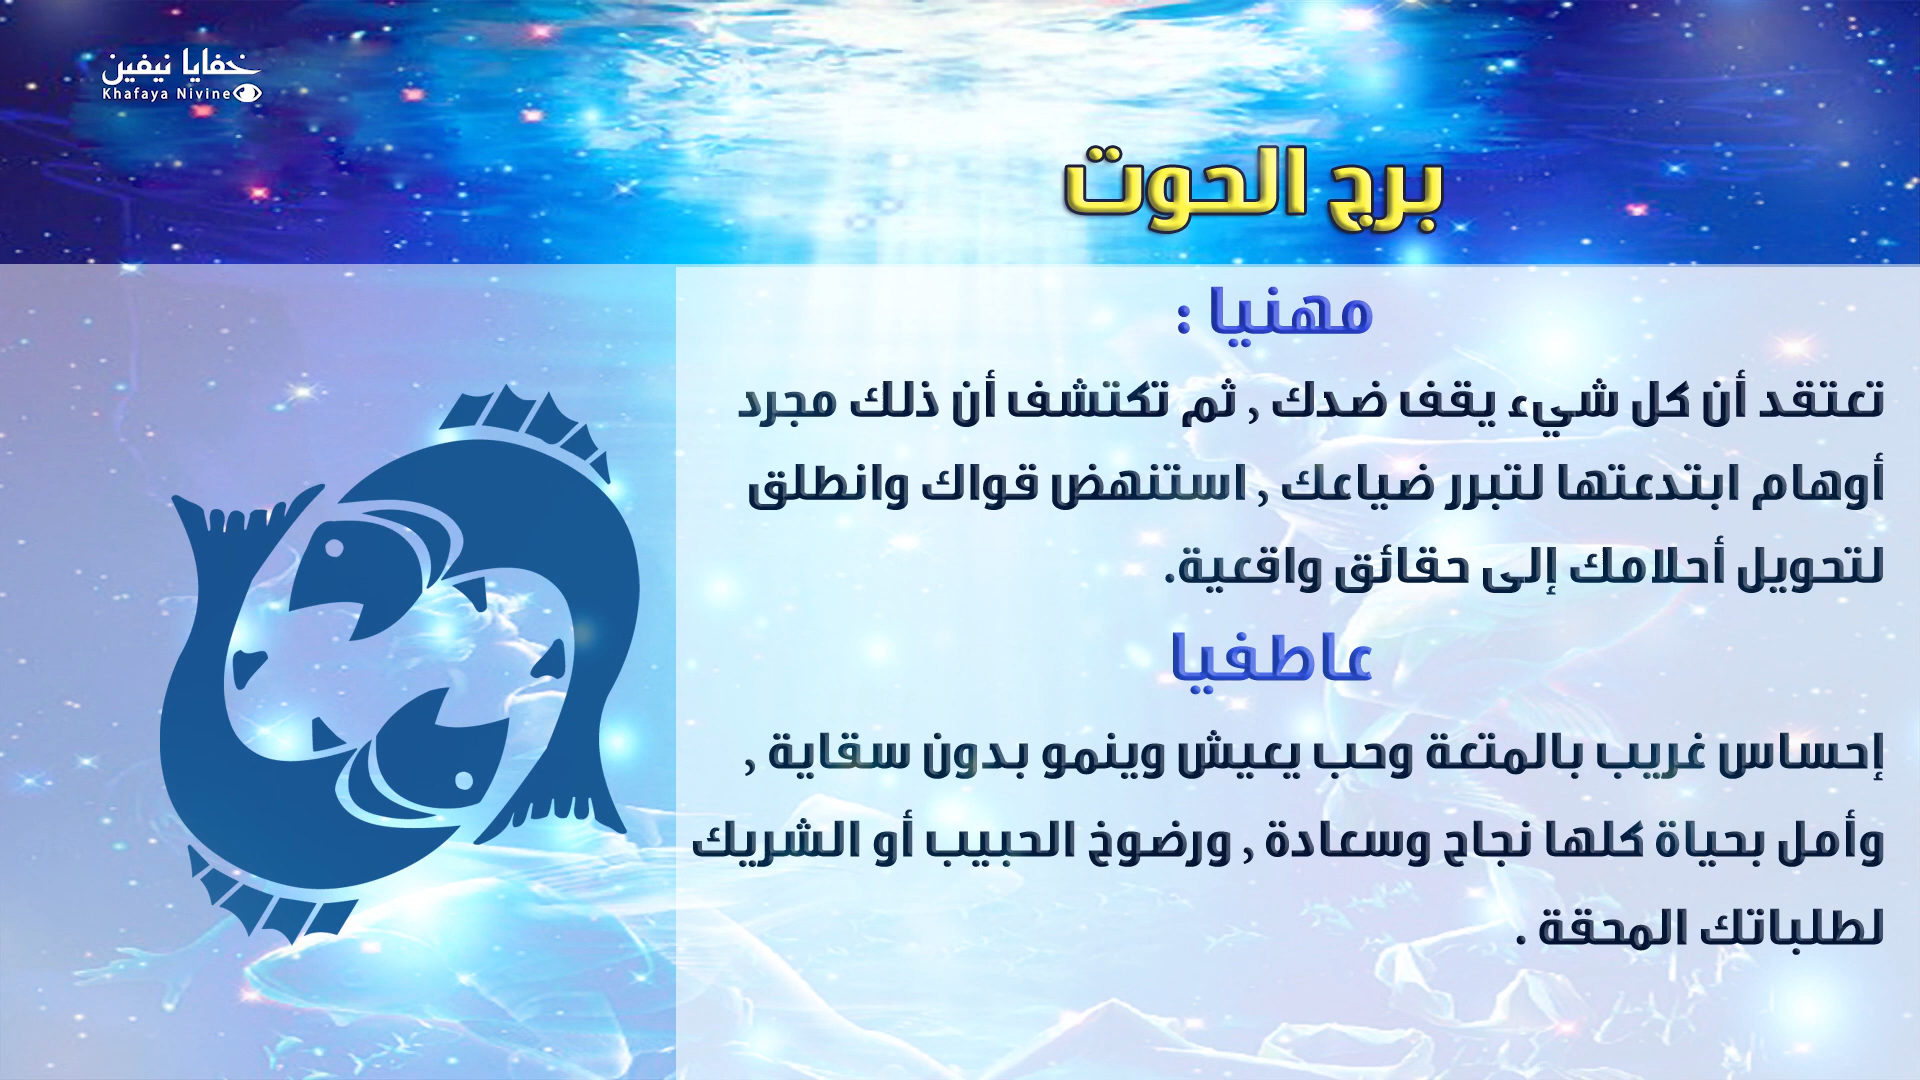 خفايا نيفين
Khafaya Nivine
برج الحوت
مهنيا :
تعتقد أن كل شيء يقف ضدك , ثم تكتشف أن ذلك مجرد
أوهام ابتدعتها لتبرر ضياعك , استنهض قواك وانطلق
لتحويل أحلامك إلى حقائق واقعية.
عاطفيا
إحساس غريب بالمتعة وحب يعيش وينمو بدون سقاية ,
وأمل بحياة كلها نجاح وسعادة , ورضوخ الحبيب أو الشريك
لطلباتك المحقة .